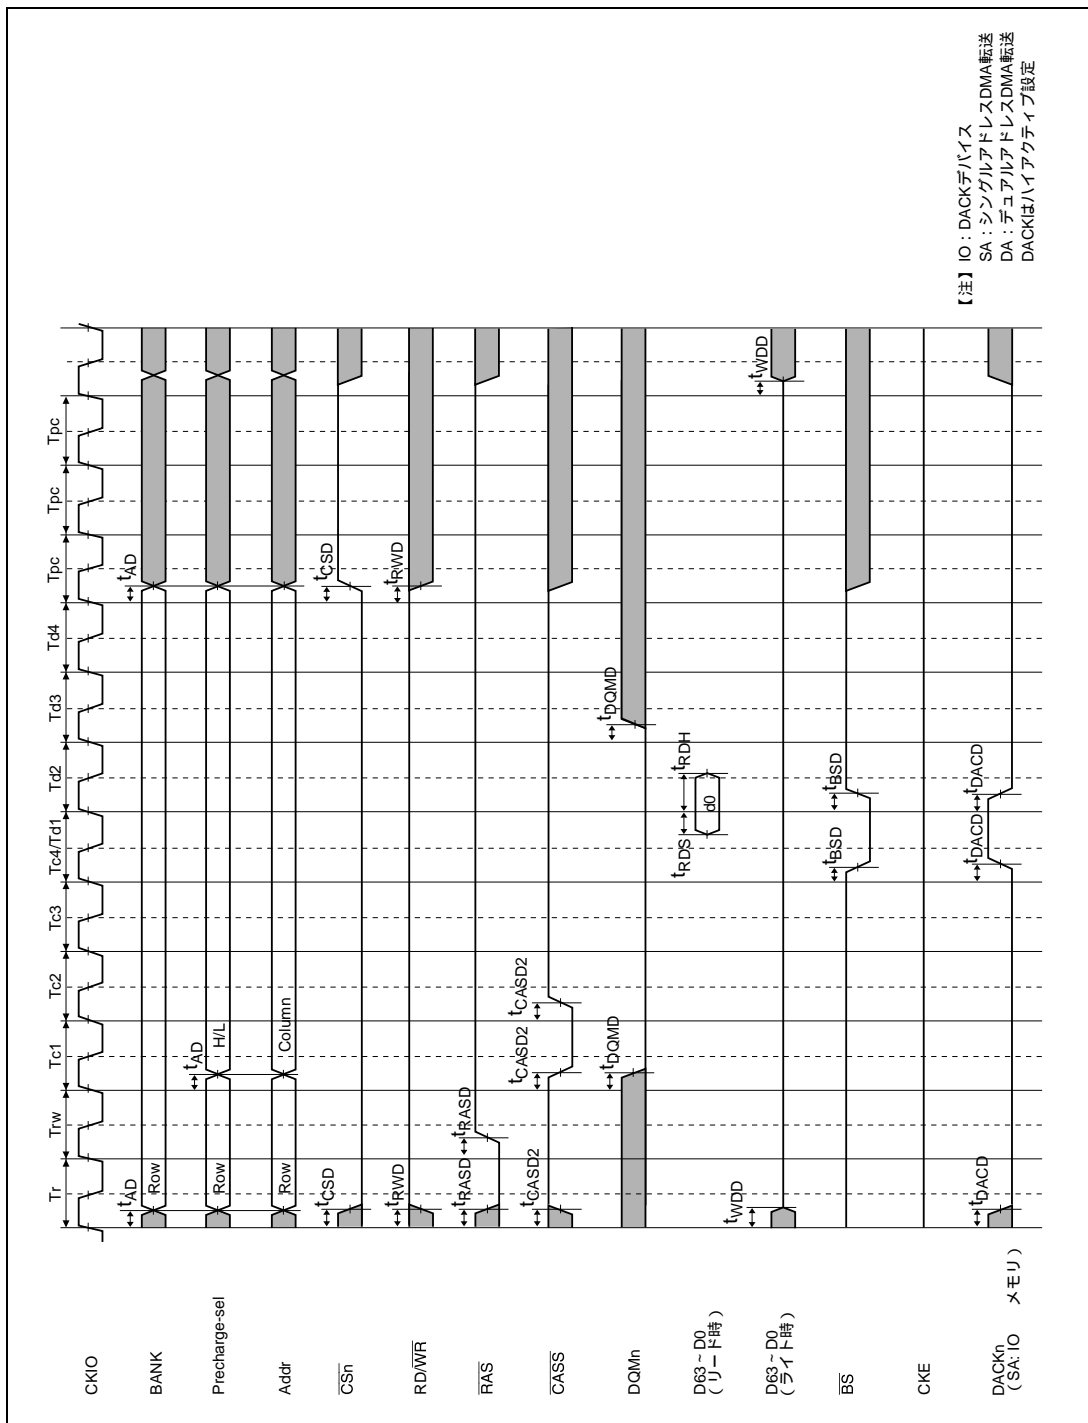 Tr
Trw
Tc1
Tc2
Tc3
Tc4/Td1
Td2
Td3
Td4
Tpc
Tpc
Tpc
CKIO
BANK
tAD
Row
tAD
Precharge-sel
Row
tAD
H/L
Addr
Row
Column
CSn
tCSD
tCSD
RD/WR
tRWD
tRWD
RAS
tRASD
tRASD
CASS
tCASD2
tCASD2
tCASD2
DQMn
tDQMD
tDQMD
D63~D0
(リード時)
tRDS
d0
tRDH
D63~D0
(ライト時)
tWDD
tWDD
BS
tBSD
tBSD
CKE
DACKn
(SA: IO メモリ)
tDACD
tDACD
tDACD
【注】 IO:DACKデバイス
SA:シングルアドレスDMA転送
DA:デュアルアドレスDMA転送
DACKはハイアクティブ設定